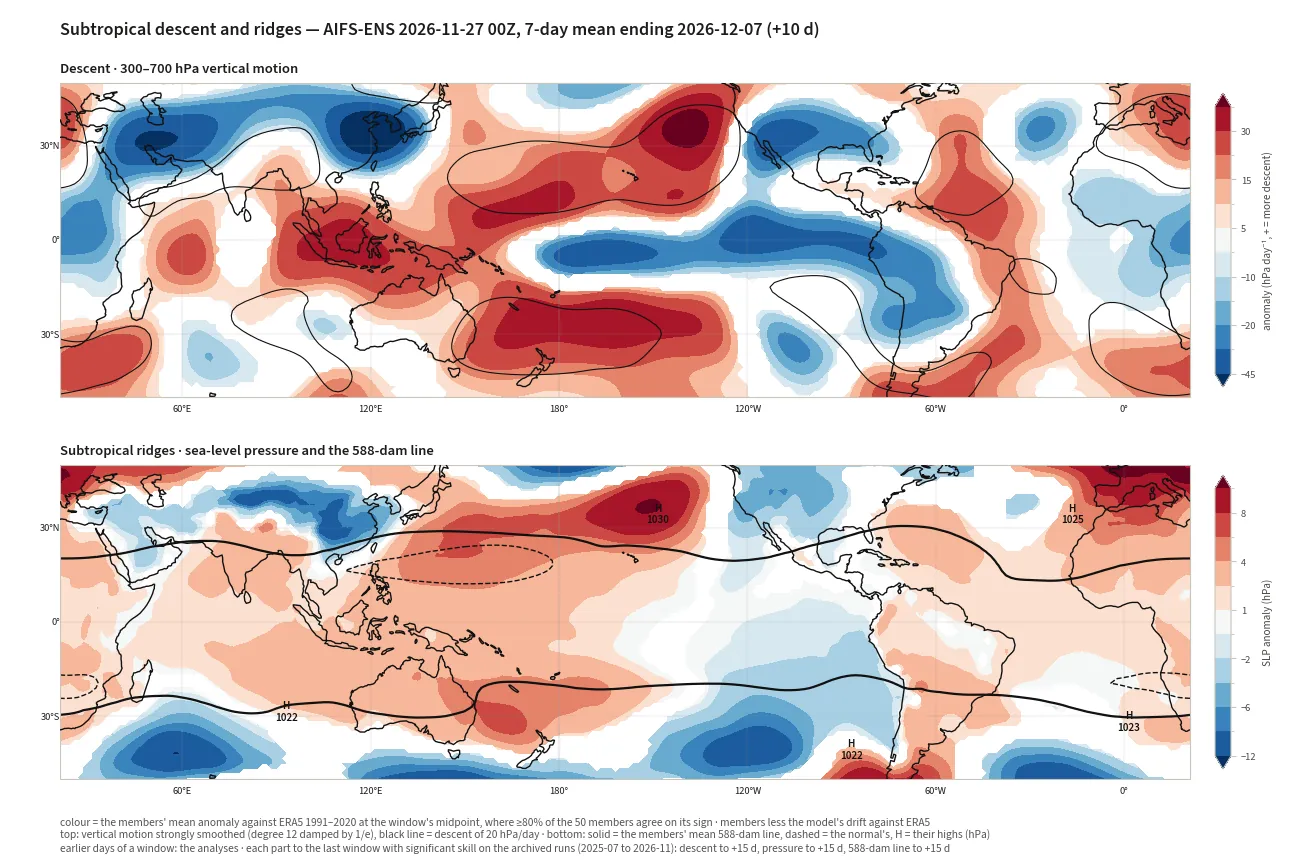 Subtropical descent and ridges — AIFS-ENS 2026-11-27 00Z, 7-day mean ending 2026-12-07 (+10 d)
Descent · 300–700 hPa vertical motion
30°N
0°
30°S
60°E
120°E
180°
120°W
60°W
0°
30
15
5
−10
−20
−45
anomaly (hPa day⁻¹, + = more descent)
Subtropical ridges · sea-level pressure and the 588-dam line
30°N
0°
30°S
H
1030
H
1025
H
1022
H
1022
H
1023
60°E
120°E
180°
120°W
60°W
0°
8
4
1
−2
−6
−12
SLP anomaly (hPa)
colour = the members' mean anomaly against ERA5 1991–2020 at the window's midpoint, where ≥80% of the 50 members agree on its sign · members less the model's drift against ERA5
top: vertical motion strongly smoothed (degree 12 damped by 1/e), black line = descent of 20 hPa/day · bottom: solid = the members' mean 588-dam line, dashed = the normal's, H = their highs (hPa)
earlier days of a window: the analyses · each part to the last window with significant skill on the archived runs (2025-07 to 2026-11): descent to +15 d, pressure to +15 d, 588-dam line to +15 d